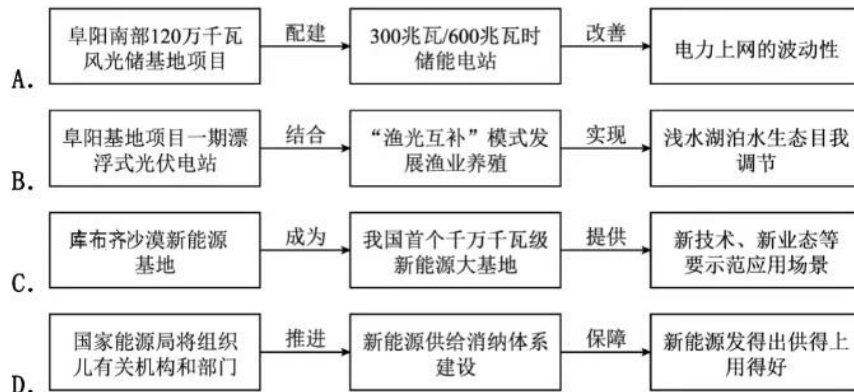 阜阳南部120万千瓦
风光储基地项目
配建
300兆瓦/600兆瓦时
储能电站
改善
电力上网的波动性
A.
阜阳基地项目一期漂
浮式光伏电站
结合
“渔光互补”模式发
展渔业养殖
实现
浅水湖泊水生态目我
调节
B.
库布齐沙漠新能源
基地
成为
我国首个千万千瓦级
新能源大基地
提供
新技术、新业态等
要示范应用场景
C.
国家能源局将组织
儿有关机构和部门
推进
新能源供给消纳体系
建设
保障
新能源发得出供得上
用得好
D.